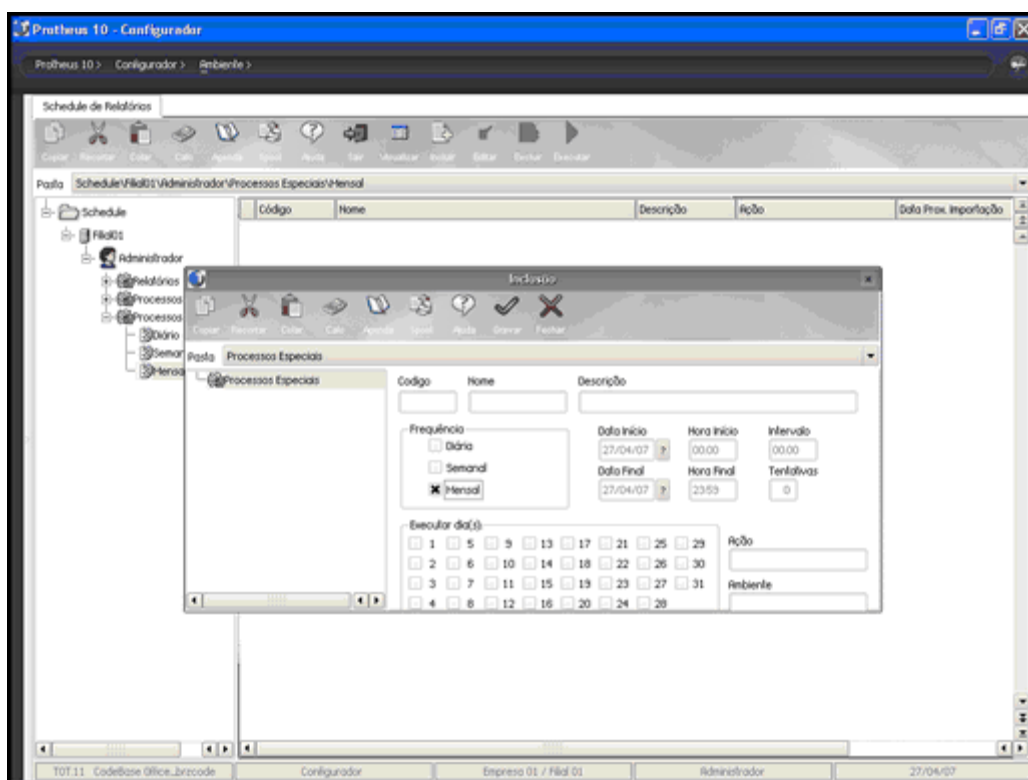 Protheus 10 - Configurador
Protheus 10 > Configurador > Ambiente >
Schedule de Relatórios
Copiar Recortar Colar Calc Agenda Spool Ajuda Sair Visualizar Incluir Editar Excluir Executar
Pasta Schedule\Filial01\Administrador\Processos Especiais\Mensal
Schedule
Código Nome Descrição Ação Data Prox. Importação
Filial01
Administrador
Relatórios
Processos
Processos
Diário
Semana
Mensa
Inclusão
Copiar Recortar Colar Calc Agenda Spool Ajuda Gravar Fechar
Pasta Processos Especiais
Processos Especiais
Codigo Nome Descrição
Frequência
Diária
Semanal
Mensal
Data Início Hora Início Intervalo
27/04/07 ? 00:00 00:00
Data Final Hora Final Tentativas
27/04/07 ? 23:59 0
Executar dia(s):
1 5 9 13 17 21 25 29
2 6 10 14 18 22 26 30
3 7 11 15 19 23 27 31
4 8 12 16 20 24 28
Ação
Ambiente
Configurador Empresa 01 / Filial 01 Administrador 27/04/07